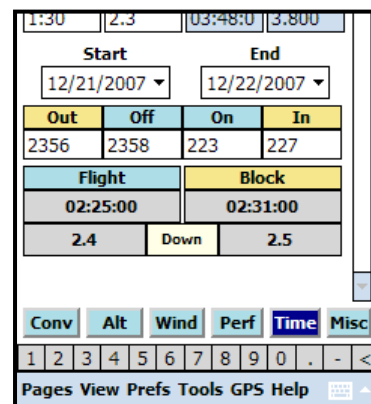 1:30 2.3 03:48:0 3.800
Start End
12/21/2007 12/22/2007
Out Off On In
2356 2358 223 227
Flight Block
02:25:00 02:31:00
2.4 Down 2.5
Conv Alt Wind Perf Time Misc
1 2 3 4 5 6 7 8 9 0 . - <
Pages View Prefs Tools GPS Help